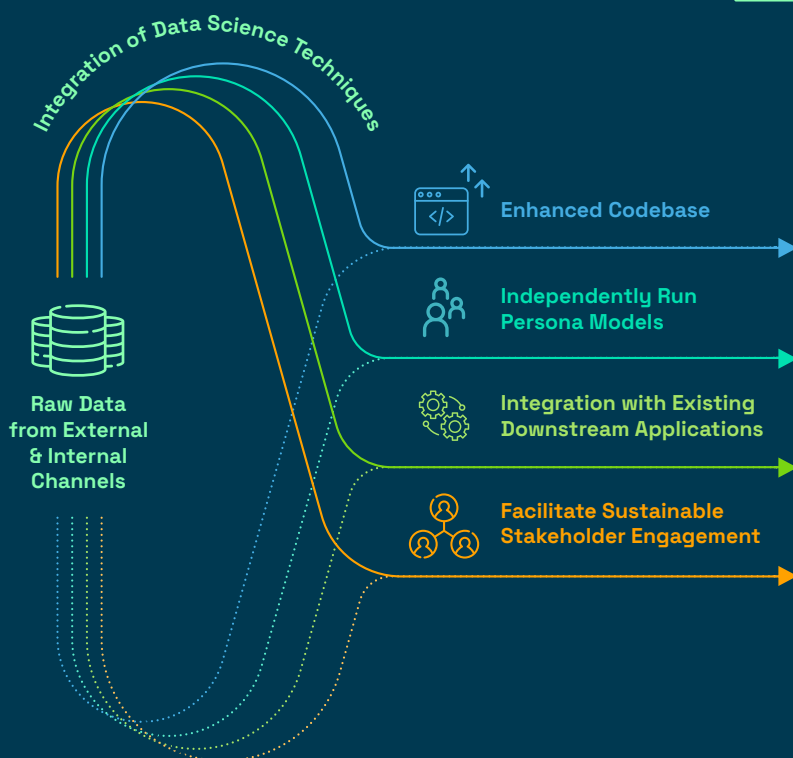 Integration of Data Science Techniques
Enhanced Codebase
Independently Run
Persona Models
Raw Data
from External
& Internal
Channels
Integration with Existing
Downstream Applications
Facilitate Sustainable
Stakeholder Engagement